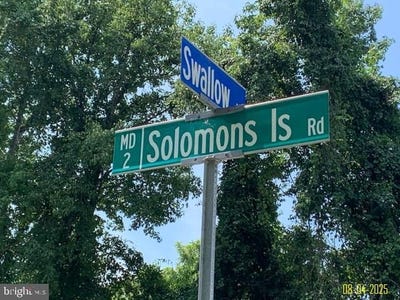 Swallow
MD
2
Solomons Is Rd
BRIGHT M.L.S.
08-04-2025